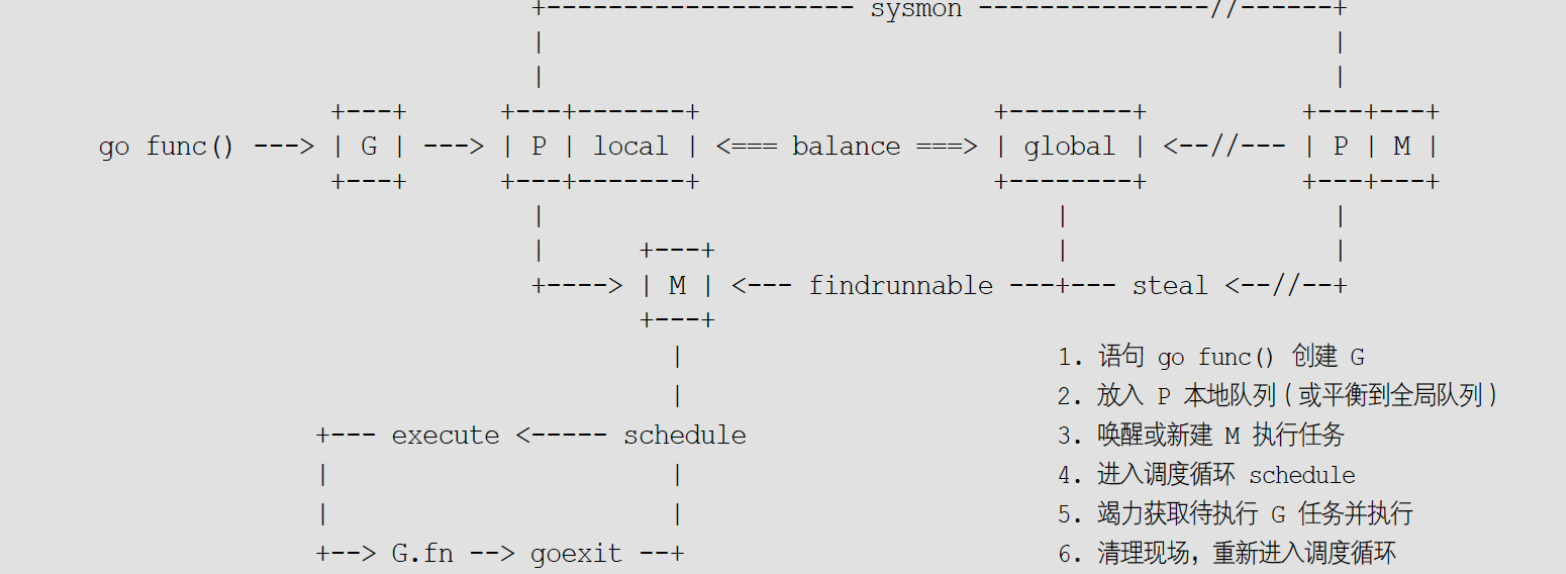 +-------------------- sysmon ---------------//------+
|                                                   |
|                                                   |
+---+      +---+-------+                   +--------+          +---+---+
go func() ---> | G | ---> | P | local | <=== balance ===> | global | <--//--- | P | M |
+---+      +---+-------+                   +--------+          +---+---+
|                                 |                 |
|      +---+                      |                 |
+----> | M | <--- findrunnable ---+--- steal <--//--+
+---+
|
1. 语句 go func() 创建 G
|
2. 放入 P 本地队列(或平衡到全局队列)
+--- execute <----- schedule
3. 唤醒或新建 M 执行任务
|                      |
4. 进入调度循环 schedule
|                      |
5. 竭力获取待执行 G 任务并执行
+--> G.fn --> goexit --+
6. 清理现场，重新进入调度循环